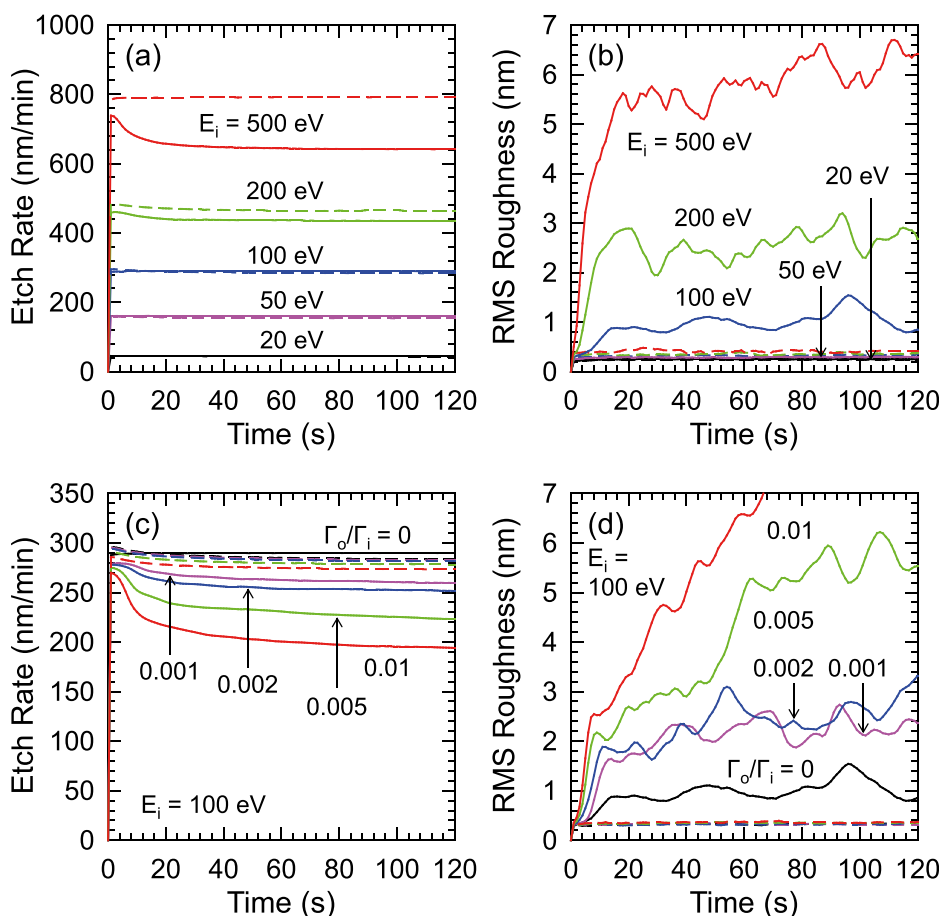 (a)
Etch Rate (nm/min)
1000
800
600
400
200
0
E_i = 500 eV
200 eV
100 eV
50 eV
20 eV
0 20 40 60 80 100 120
Time (s)
(b)
RMS Roughness (nm)
7
6
5
4
3
2
1
0
E_i = 500 eV
20 eV
200 eV
50 eV
100 eV
0 20 40 60 80 100 120
Time (s)
(c)
Etch Rate (nm/min)
350
300
250
200
150
100
50
0
Γ_o/Γ_i = 0
0.001
0.002
0.005
0.01
E_i = 100 eV
0 20 40 60 80 100 120
Time (s)
(d)
RMS Roughness (nm)
7
6
5
4
3
2
1
0
E_i =
100 eV
0.01
0.005
0.002
0.001
Γ_o/Γ_i = 0
0 20 40 60 80 100 120
Time (s)